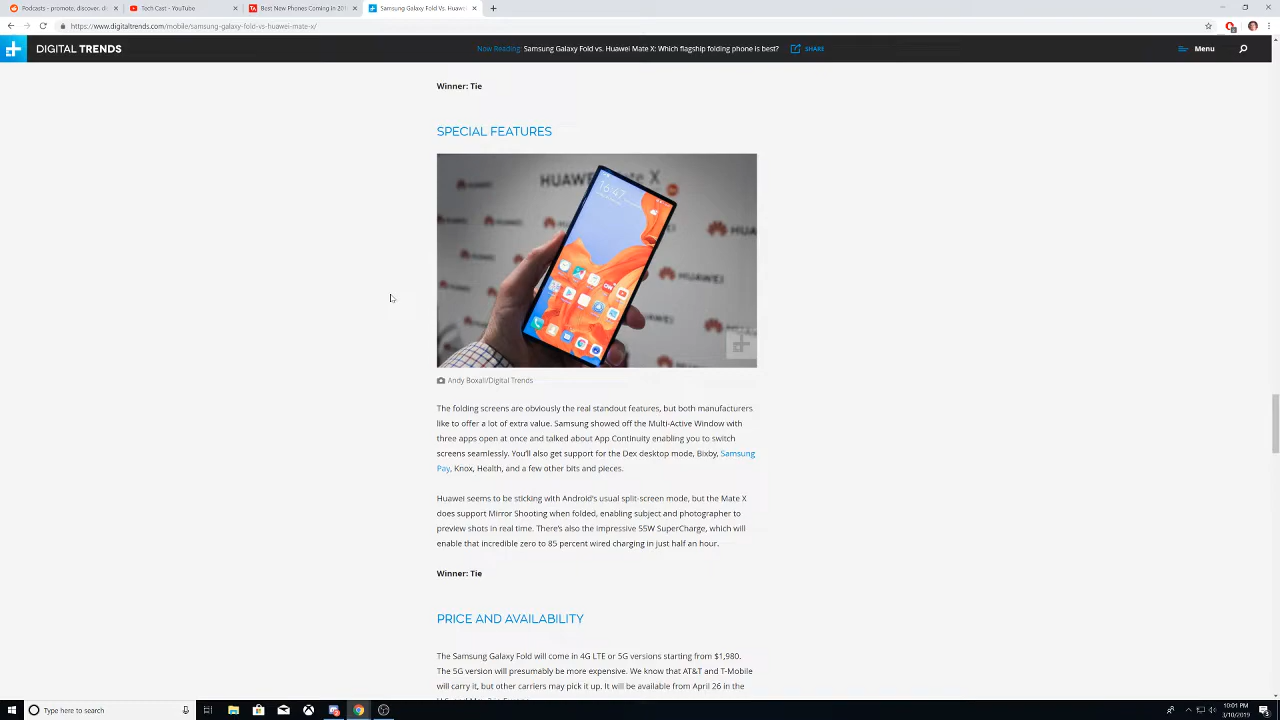 Podcasts - promote, discover, di
Tech Cast - YouTube
Best New Phones Coming in 201
Samsung Galaxy Fold Vs. Huaw
https://www.digitaltrends.com/mobile/samsung-galaxy-fold-vs-huawei-mate-x/
DIGITAL TRENDS
Now Reading: Samsung Galaxy Fold vs. Huawei Mate X: Which flagship folding phone is best?
SHARE
Menu
Winner: Tie
SPECIAL FEATURES
HUAWEI Mate X
16:47
HUAWEI
HUAWEI
Andy Boxall/Digital Trends
The folding screens are obviously the real standout features, but both manufacturers
like to offer a lot of extra value. Samsung showed off the Multi-Active Window with
three apps open at once and talked about App Continuity enabling you to switch
screens seamlessly. You'll also get support for the Dex desktop mode, Bixby, Samsung
Pay, Knox, Health, and a few other bits and pieces.
Huawei seems to be sticking with Android's usual split-screen mode, but the Mate X
does support Mirror Shooting when folded, enabling subject and photographer to
preview shots in real time. There's also the impressive 55W SuperCharge, which will
enable that incredible zero to 85 percent wired charging in just half an hour.
Winner: Tie
PRICE AND AVAILABILITY
The Samsung Galaxy Fold will come in 4G LTE or 5G versions starting from $1,980.
The 5G version will presumably be more expensive. We know that AT&T and T-Mobile
will carry it, but other carriers may pick it up. It will be available from April 26 in the
Type here to search
10:01 PM
3/10/2019